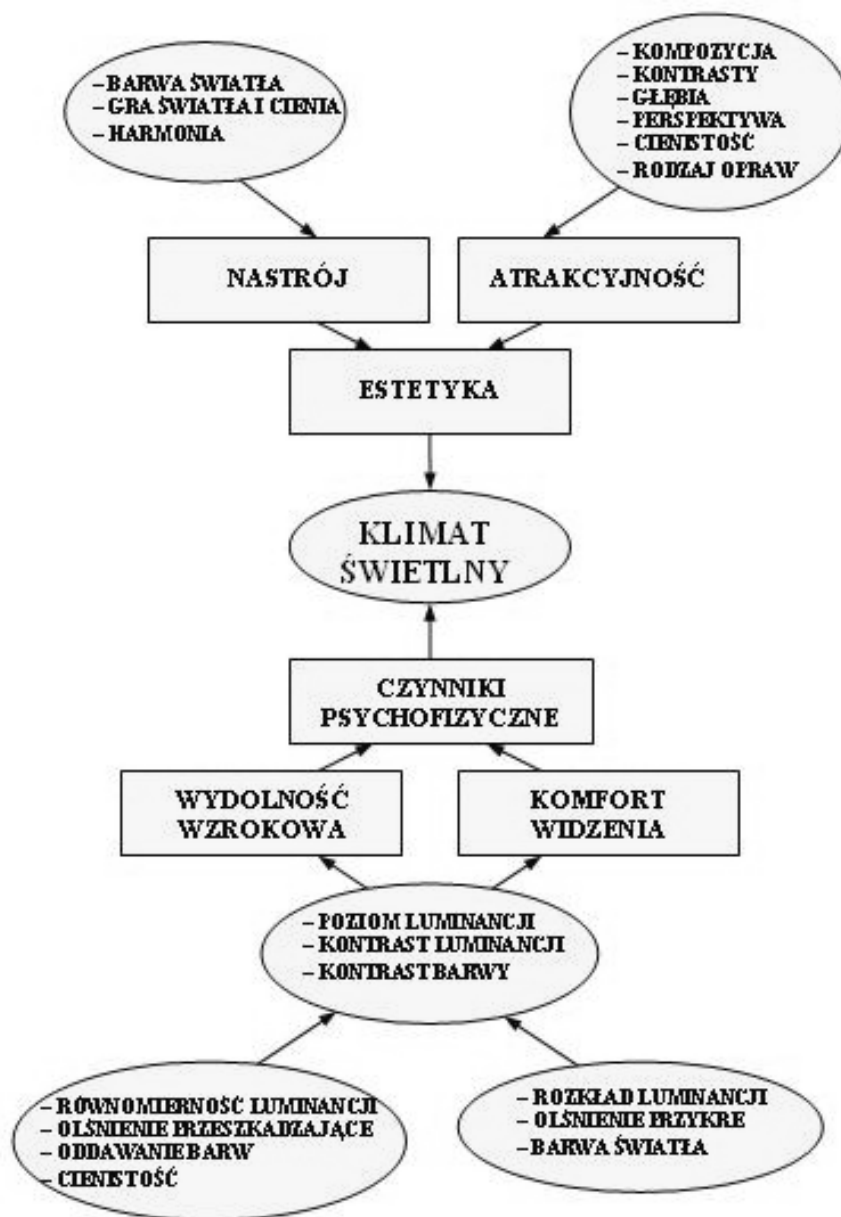 – BARWA ŚWIATŁA
– GRA ŚWIATŁA I CIENIA
– HARMONIA
– KOMPOZYCJA
– KONTRASTY
– GŁĘBIA
– PERSPEKTYWA
– CIENISTOŚĆ
– RODZAJ OPRAW
NASTRÓJ
ATRAKCYJNOŚĆ
ESTETYKA
KLIMAT
ŚWIETLNY
CZYNNIKI
PSYCHOFIZYCZNE
WYDOLNOŚĆ
WZROKOWA
KOMFORT
WIDZENIA
– POZIOM LUMINANCJI
– KONTRAST LUMINANCJI
– KONTRAST BARWY
– RÓWNOMIERNOŚĆ LUMINANCJI
– OLŚNIENIE PRZESZKADZAJĄCE
– ODDAWANIE BARW
– CIENISTOŚĆ
– ROZKŁAD LUMINANCJI
– OLŚNIENIE PRZYKRE
– BARWA ŚWIATŁA